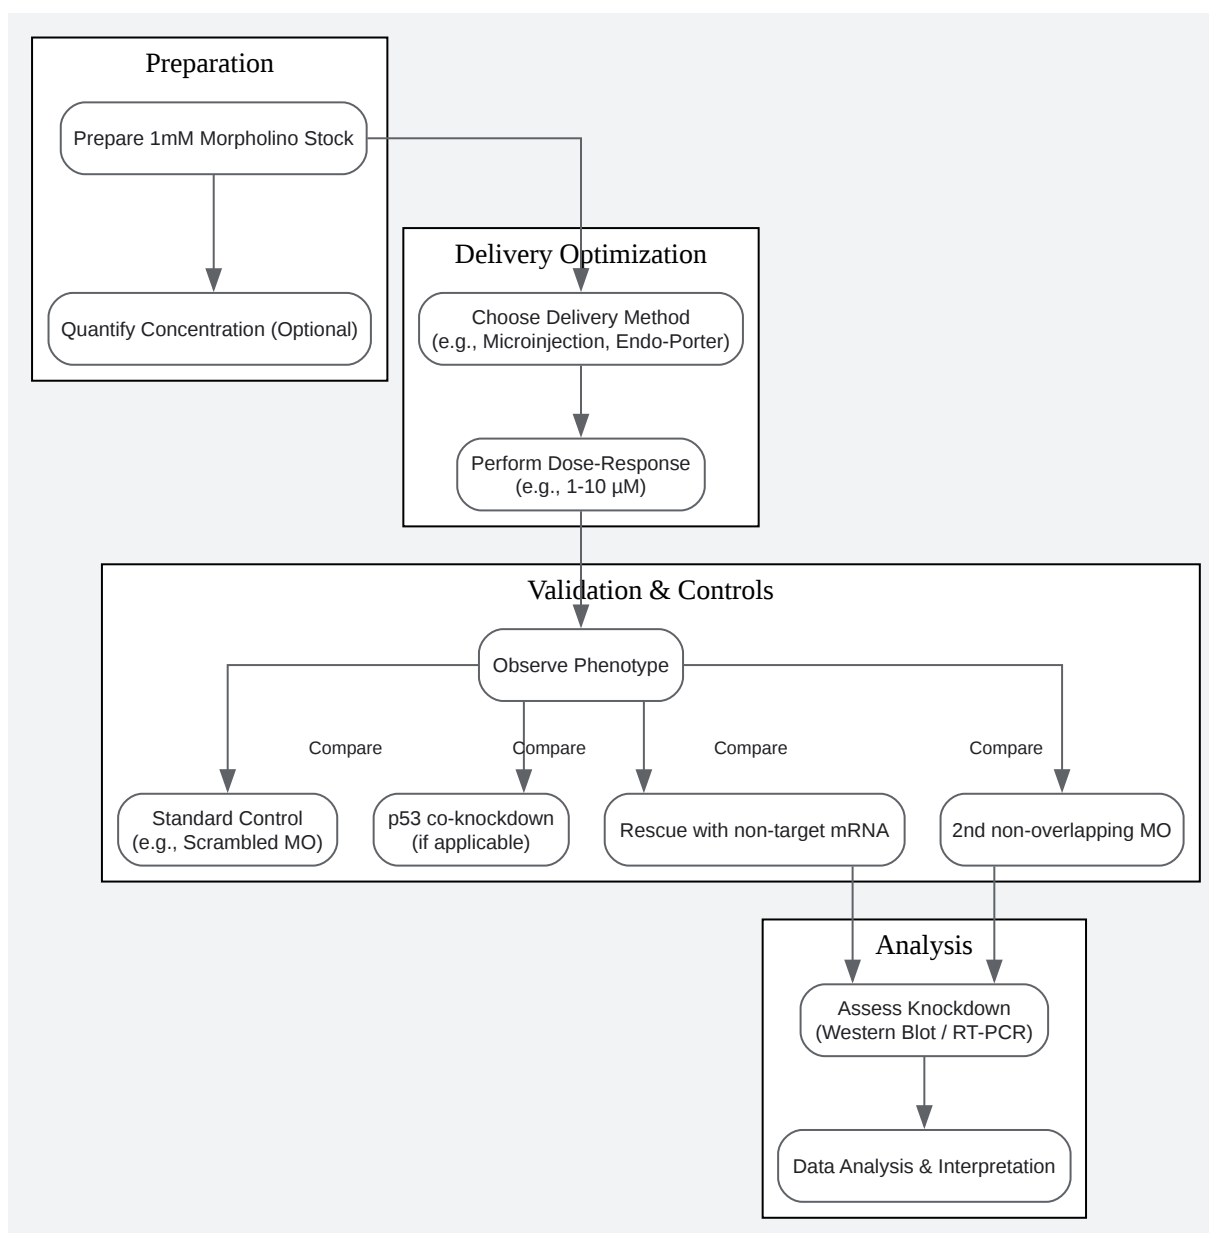 Preparation
Prepare 1mM Morpholino Stock
Quantify Concentration (Optional)
Delivery Optimization
Choose Delivery Method
(e.g., Microinjection, Endo-Porter)
Perform Dose-Response
(e.g., 1-10 µM)
Validation & Controls
Observe Phenotype
Compare
Compare
Compare
Compare
Standard Control
(e.g., Scrambled MO)
p53 co-knockdown
(if applicable)
Rescue with non-target mRNA
2nd non-overlapping MO
Analysis
Assess Knockdown
(Western Blot / RT-PCR)
Data Analysis & Interpretation